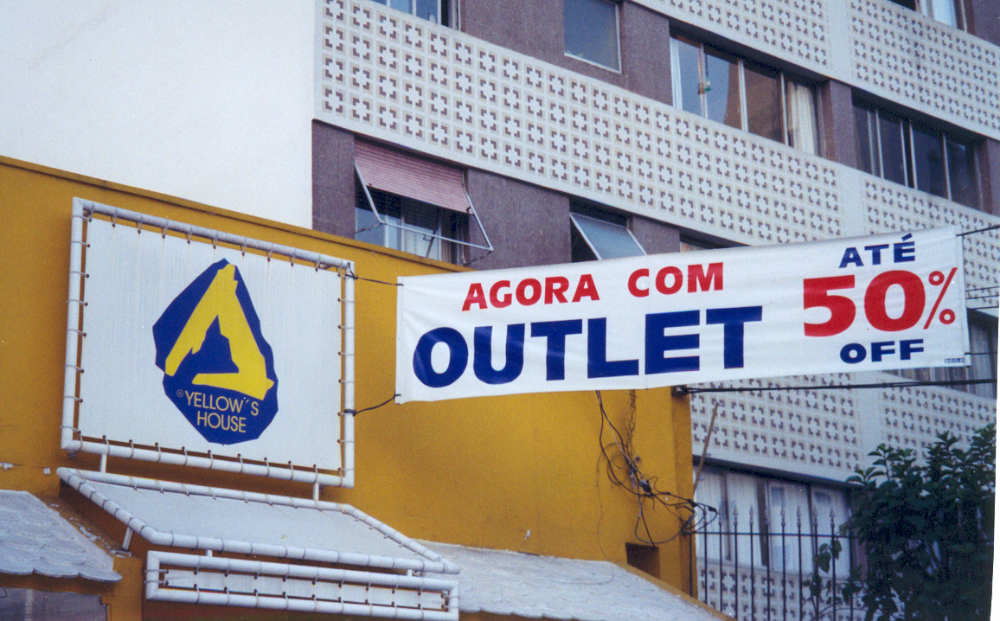 © YELLOW´S
HOUSE
AGORA COM
OUTLET
ATÉ
50%
OFF